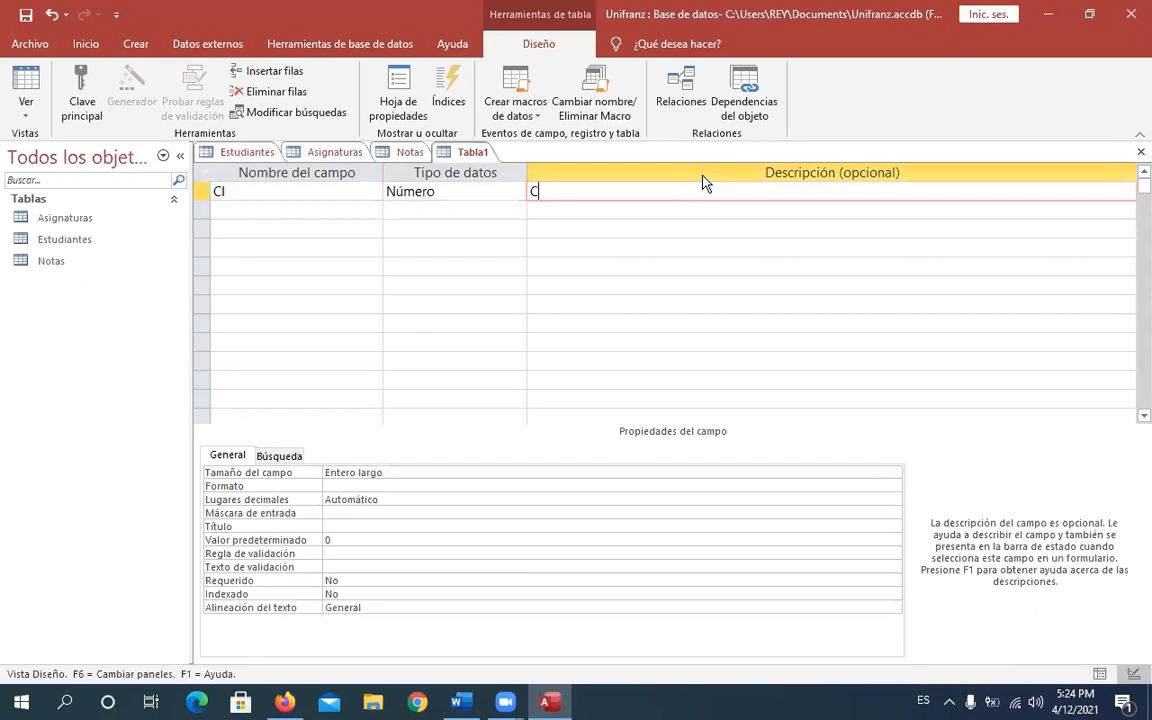 Herramientas de tabla
Unifranz : Base de datos- C:\Users\REY\Documents\Unifranz.accdb (F...
Inic. ses.
Archivo
Inicio
Crear
Datos externos
Herramientas de base de datos
Ayuda
Diseño
¿Qué desea hacer?
Ver
Vistas
Clave principal
Generador
Probar reglas de validación
Insertar filas
Eliminar filas
Modificar búsquedas
Herramientas
Hoja de propiedades
Índices
Mostrar u ocultar
Crear macros de datos
Cambiar nombre/ Eliminar Macro
Eventos de campo, registro y tabla
Relaciones
Dependencias del objeto
Relaciones
Todos los objet...
Buscar...
Tablas
Asignaturas
Estudiantes
Notas
Estudiantes
Asignaturas
Notas
Tabla1
Nombre del campo
Tipo de datos
Descripción (opcional)
CI
Número
C
Propiedades del campo
General
Búsqueda
Tamaño del campo
Entero largo
Formato
Lugares decimales
Automático
Máscara de entrada
Título
Valor predeterminado
0
Regla de validación
Texto de validación
Requerido
No
Indexado
No
Alineación del texto
General
La descripción del campo es opcional. Le
ayuda a describir el campo y también se
presenta en la barra de estado cuando
selecciona este campo en un formulario.
Presione F1 para obtener ayuda acerca de las
descripciones.
Vista Diseño. F6 = Cambiar paneles. F1 = Ayuda.
ES
5:24 PM
4/12/2021
1